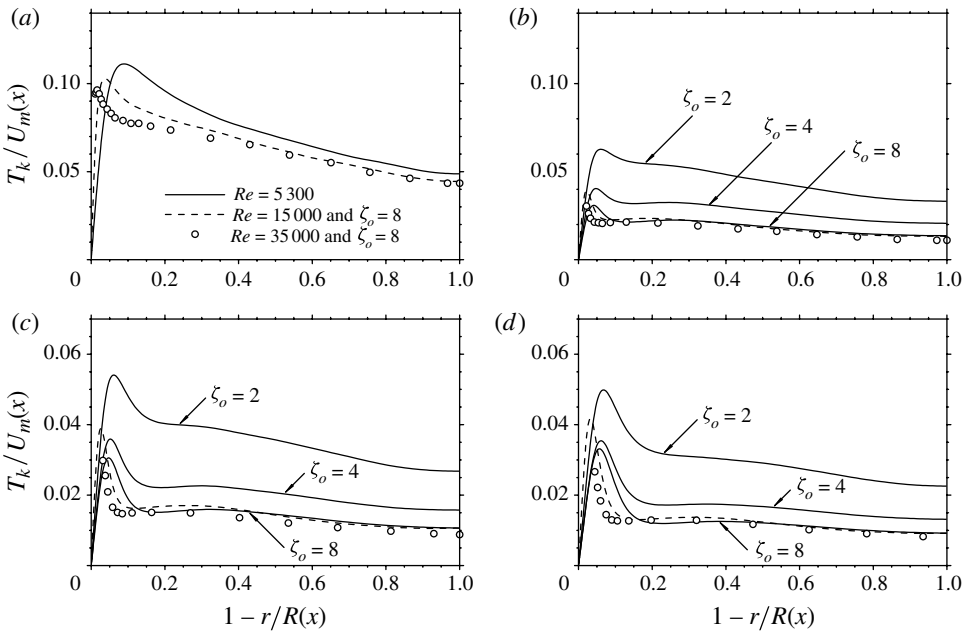 (a)
(b)
T_k / U_m(x)
0.10
0.05
0
0.2
0.4
0.6
0.8
1.0
Re = 5 300
Re = 15 000 and ζ_o = 8
Re = 35 000 and ζ_o = 8
0.10
0.05
0
0.2
0.4
0.6
0.8
1.0
ζ_o = 2
ζ_o = 4
ζ_o = 8
(c)
(d)
T_k / U_m(x)
0.06
0.04
0.02
0
0.2
0.4
0.6
0.8
1.0
ζ_o = 2
ζ_o = 4
ζ_o = 8
1 – r/R(x)
0.06
0.04
0.02
0
0.2
0.4
0.6
0.8
1.0
ζ_o = 2
ζ_o = 4
ζ_o = 8
1 – r/R(x)